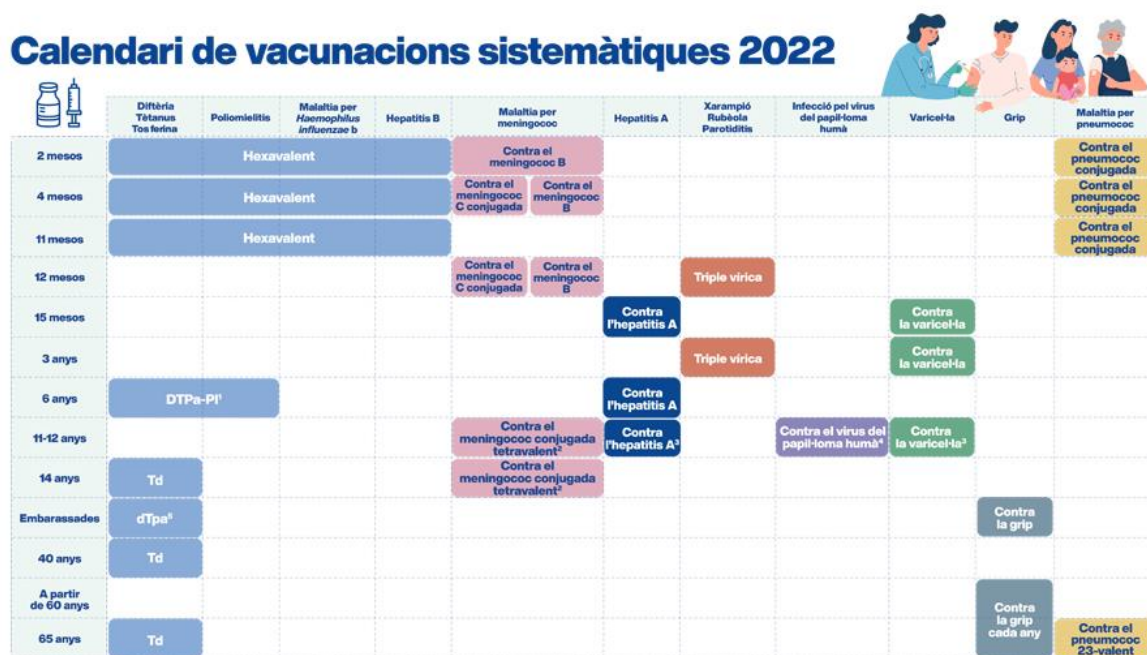 Calendari de vacunacions sistemàtiques 2022
Diftèria
Tètanus
Tos ferina
Poliomielitis
Malaltia per
Haemophilus
influenzae b
Hepatitis B
Malaltia per
meningococ
Hepatitis A
Xarampió
Rubèola
Parotiditis
Infecció pel virus
del papil·loma
humà
Varicel·la
Grip
Malaltia per
pneumococ
2 mesos
Hexavalent
Contra el
meningococ B
Contra el
pneumococ
conjugada
4 mesos
Hexavalent
Contra el
meningococ
C conjugada
Contra el
meningococ
B
Contra el
pneumococ
conjugada
11 mesos
Hexavalent
Contra el
pneumococ
conjugada
12 mesos
Contra el
meningococ
C conjugada
Contra el
meningococ
B
Triple vírica
15 mesos
Contra
l'hepatitis A
Contra
la varicel·la
3 anys
Triple vírica
Contra
la varicel·la
6 anys
DTPa-PI¹
Contra
l'hepatitis A
11-12 anys
Contra el
meningococ conjugada
tetravalent²
Contra
l'hepatitis A³
Contra el virus del
papil·loma humà⁴
Contra
la varicel·la³
14 anys
Td
Contra el
meningococ conjugada
tetravalent²
Embarassades
dTpa⁵
Contra
la grip
40 anys
Td
A partir
de 60 anys
Contra
la grip
cada any
65 anys
Td
Contra el
pneumococ
23-valent